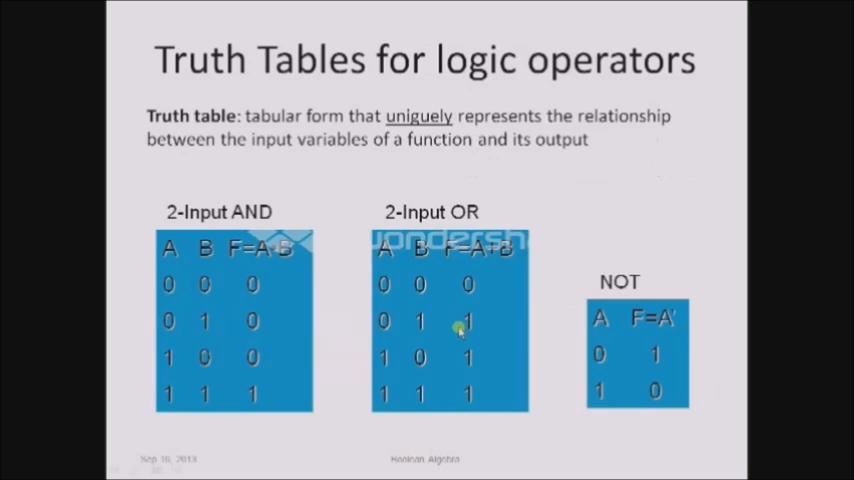 Truth Tables for logic operators
Truth table: tabular form that uniguely represents the relationship
between the input variables of a function and its output
2-Input AND
A B F=A•B
0 0 0
0 1 0
1 0 0
1 1 1
2-Input OR
A B F=A+B
0 0 0
0 1 1
1 0 1
1 1 1
NOT
A F=A'
0 1
1 0
wondersh
Sep 16, 2013
Boolean Algebra